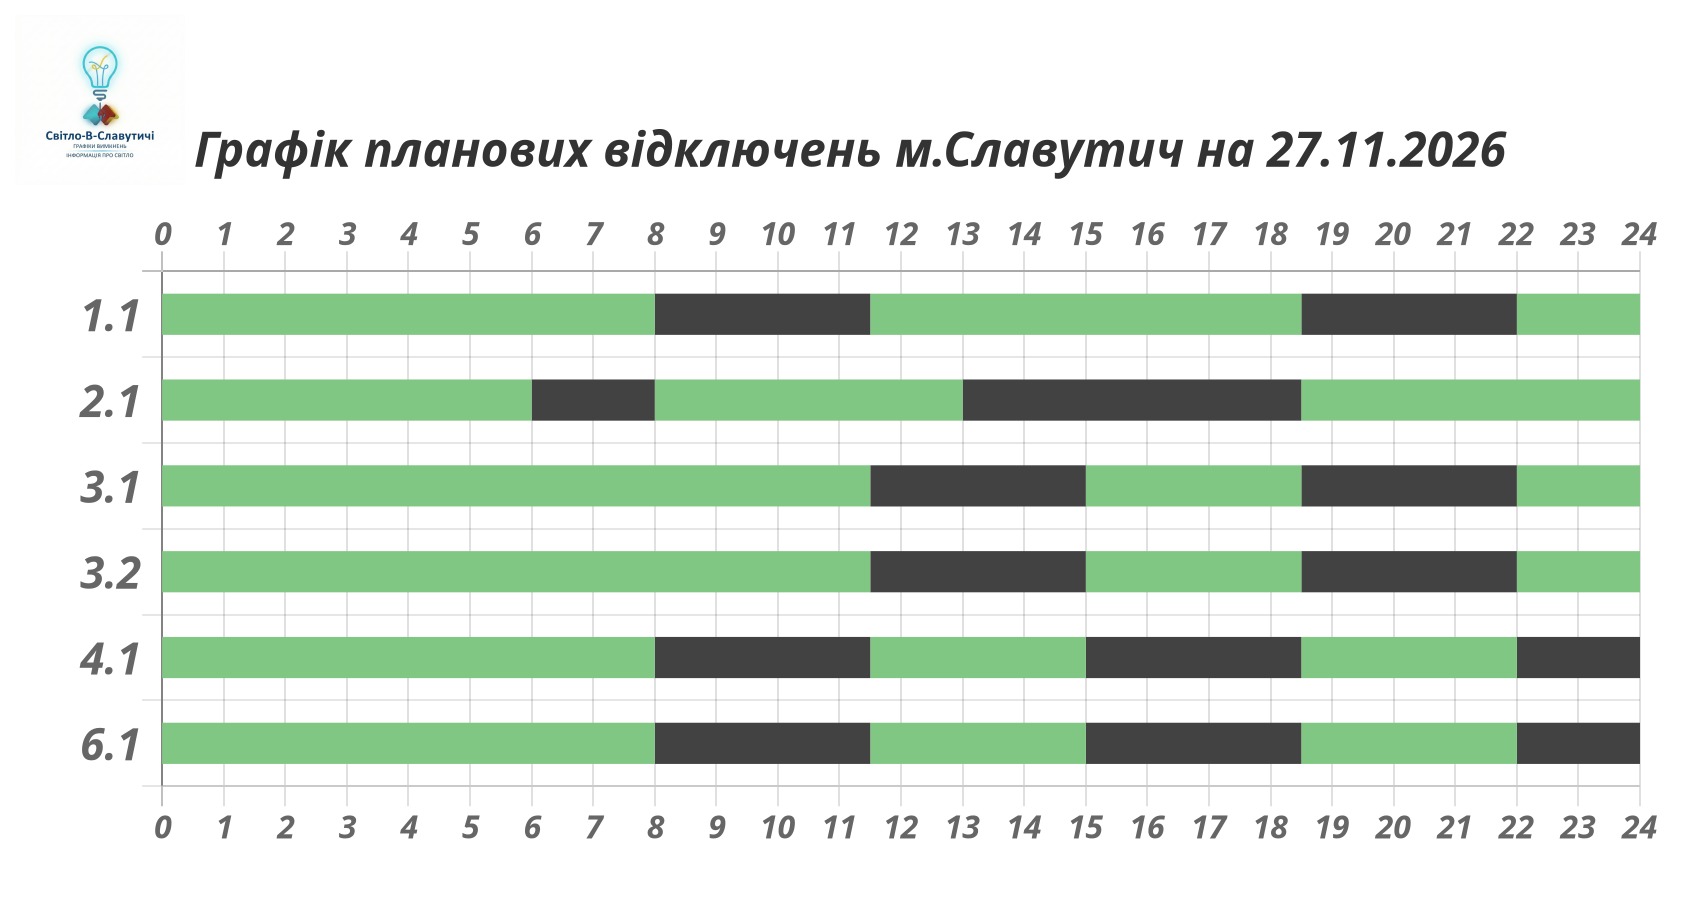 Світло-В-Славутичі
ГРАФІКИ ВИМКНЕНЬ
ІНФОРМАЦІЯ ПРО СВІТЛО
Графік планових відключень м.Славутич на 27.11.2026
0 1 2 3 4 5 6 7 8 9 10 11 12 13 14 15 16 17 18 19 20 21 22 23 24
1.1
2.1
3.1
3.2
4.1
6.1
0 1 2 3 4 5 6 7 8 9 10 11 12 13 14 15 16 17 18 19 20 21 22 23 24